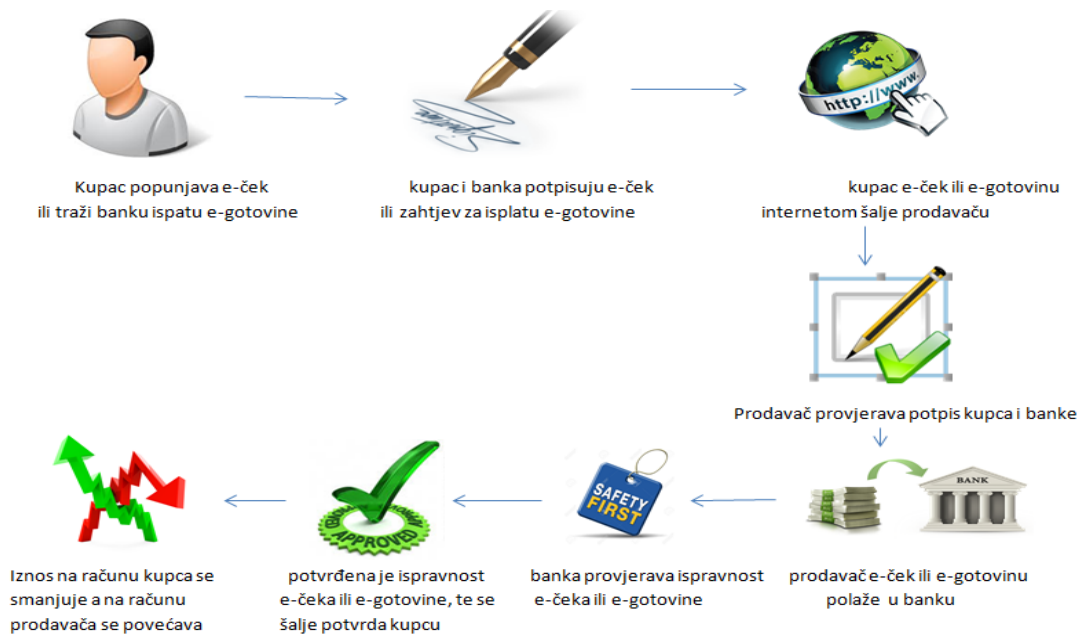 http://www.
Kupac popunjava e-ček
ili traži banku ispatu e-gotovine
kupac i banka potpisuju e-ček
ili zahtjev za isplatu e-gotovine
kupac e-ček ili e-gotovinu
internetom šalje prodavaču
Prodavač provjerava potpis kupca i banke
BANK
prodavač e-ček ili e-gotovinu
polaže u banku
SAFETY
FIRST
banka provjerava ispravnost
e-čeka ili e-gotovine
APPROVED
potvrđena je ispravnost
e-čeka ili e-gotovine, te se
šalje potvrda kupcu
Iznos na računu kupca se
smanjuje a na računu
prodavača se povećava